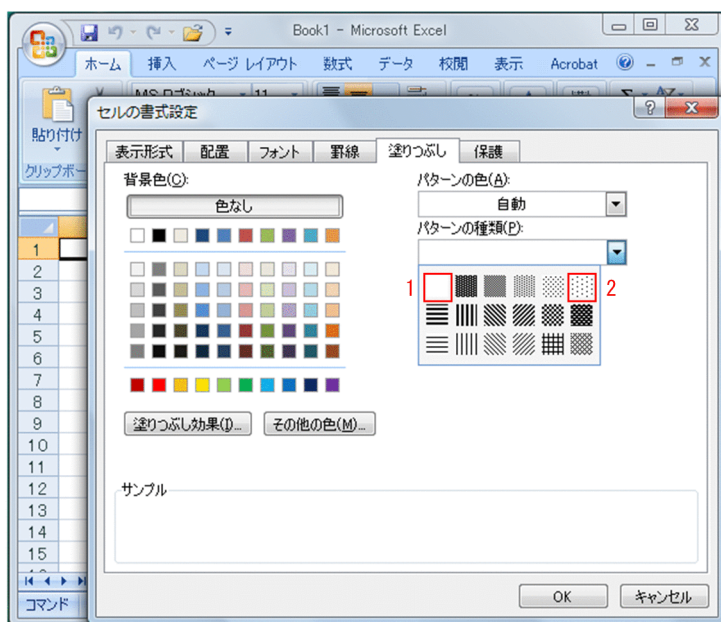 Book1 - Microsoft Excel
ホーム 挿入 ページ レイアウト 数式 データ 校閲 表示 Acrobat
貼り付け
クリップボー
セルの書式設定
表示形式 配置 フォント 罫線 塗りつぶし 保護
背景色(C):
色なし
パターンの色(A):
自動
パターンの種類(P):
1 2
塗りつぶし効果(I)... その他の色(M)...
サンプル
OK キャンセル
1
2
3
4
5
6
7
8
9
10
11
12
13
14
15
コマンド